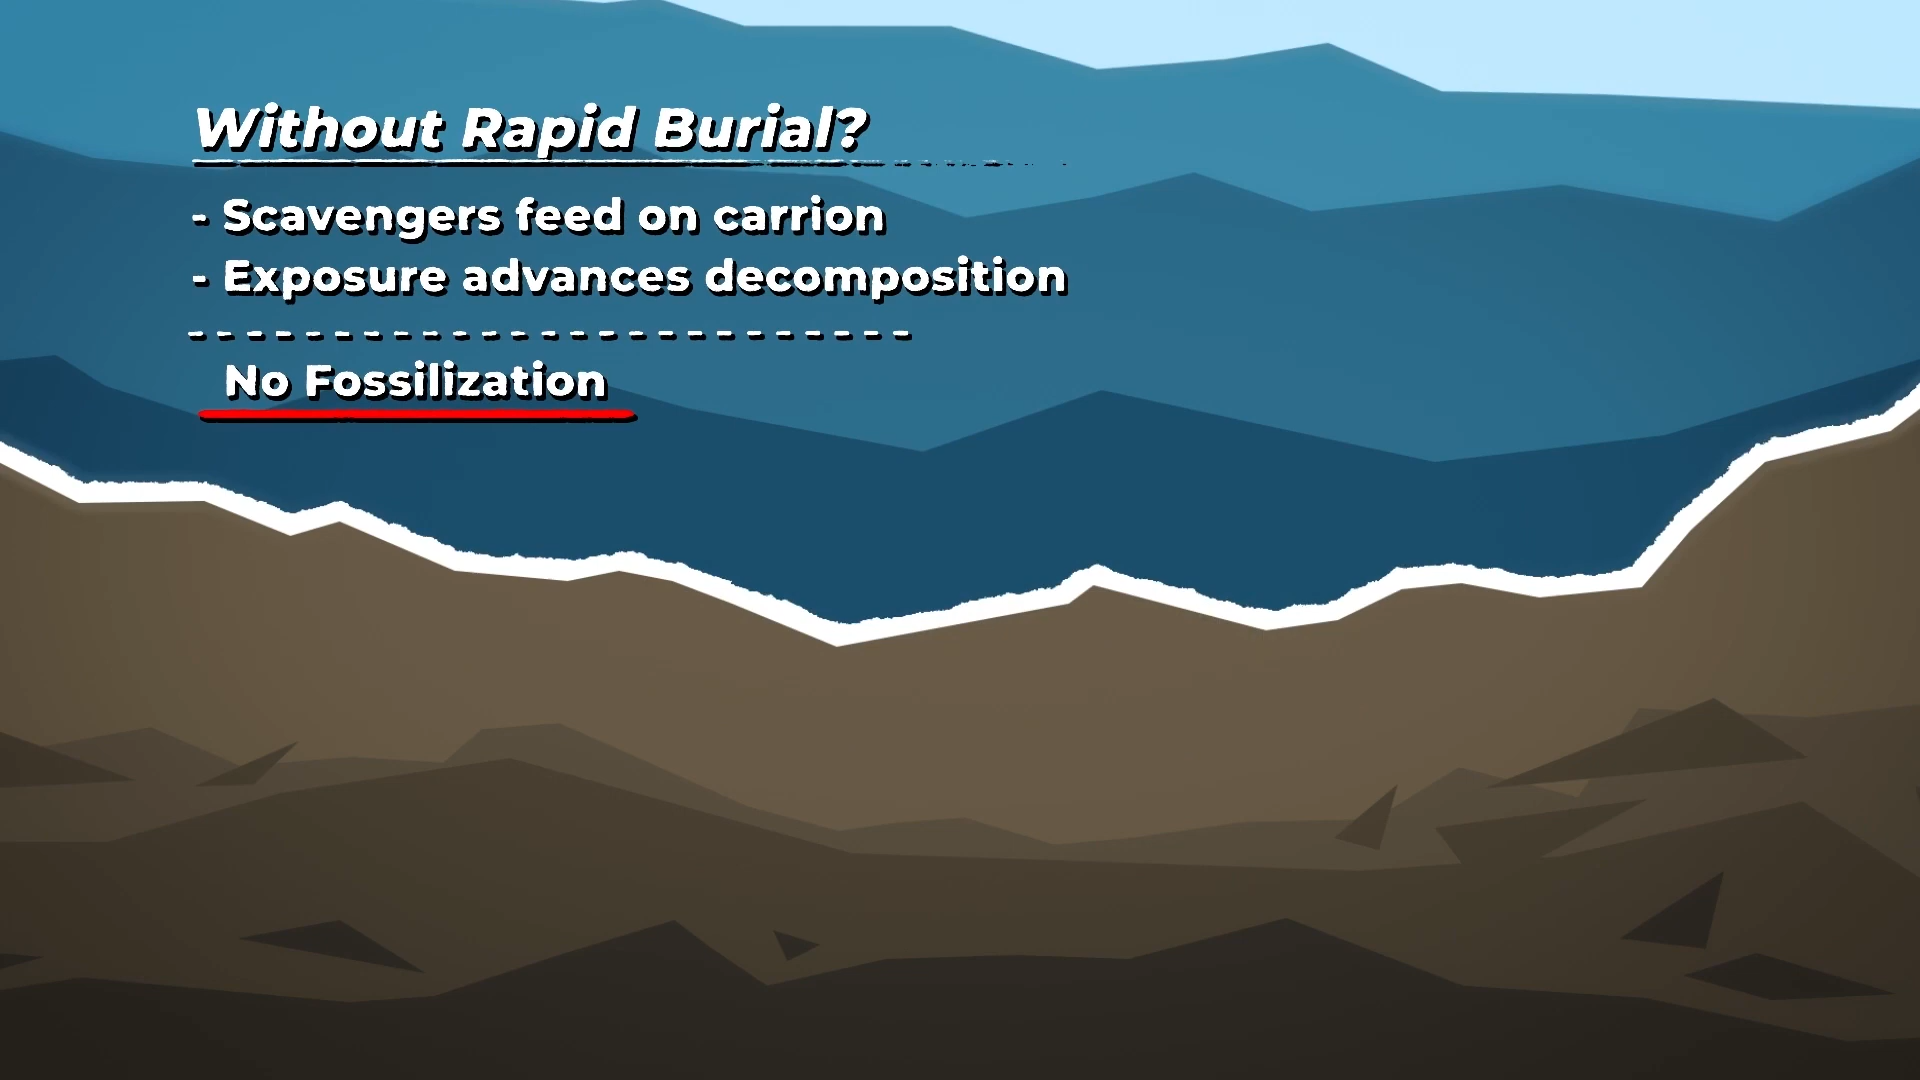 Without Rapid Burial?
- Scavengers feed on carrion
- Exposure advances decomposition
No Fossilization